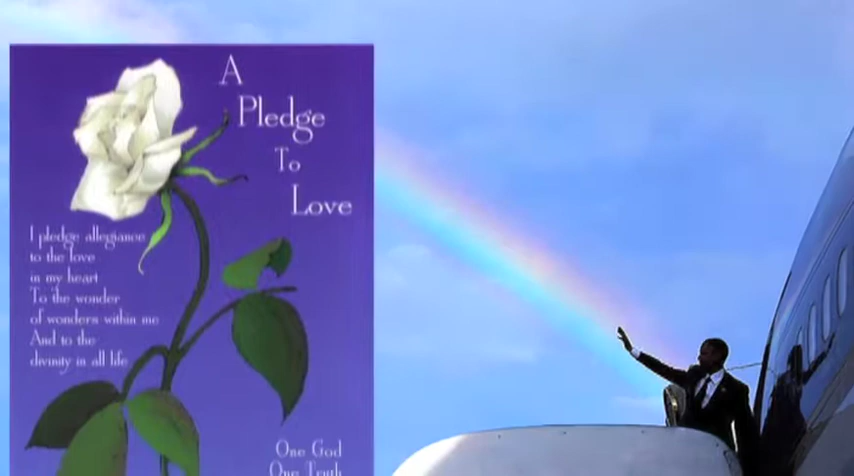 A
Pledge
To
Love
I pledge allegiance
to the love
in my heart
To the wonder
of wonders within me
And to the
divinity in all life
One God
One Truth